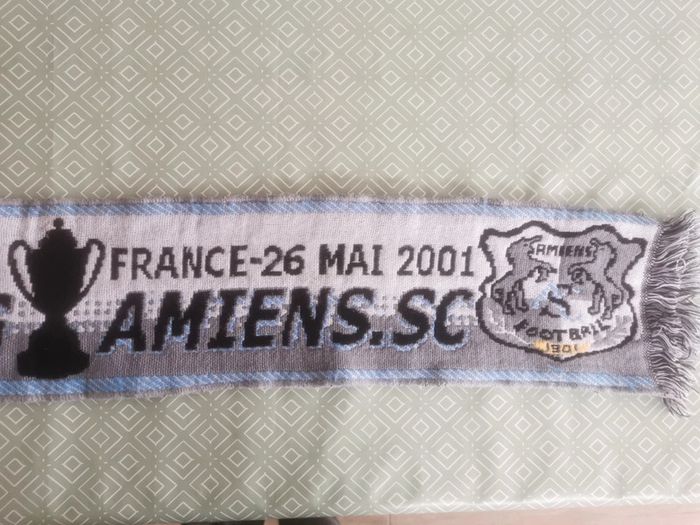 FRANCE-26 MAI 2001
AMIENS.SC
AMIENS
FOOTBALL
1901